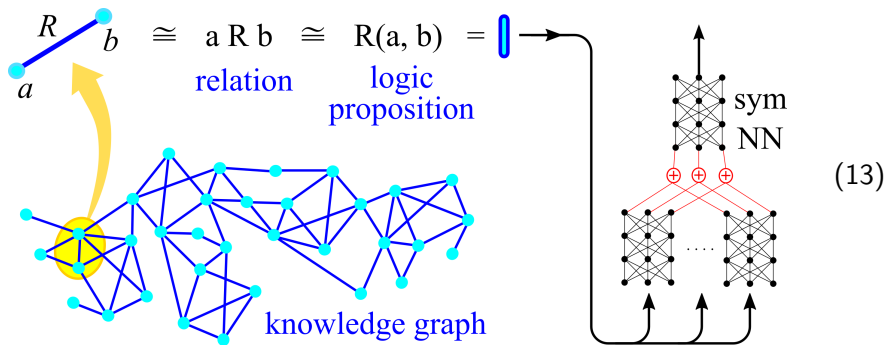 R
a
b
≅ a R b ≅ R(a, b) =
relation
logic
proposition
sym
NN
⊕ ⊕ ⊕
(13)
....
knowledge graph